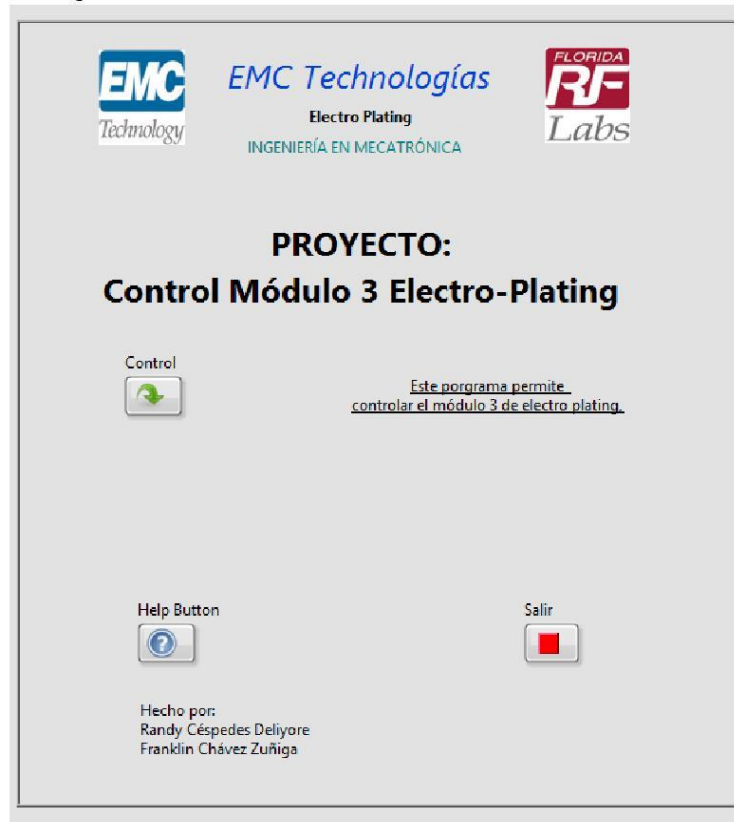 EMC
Technology
EMC Technologías
Electro Plating
INGENIERÍA EN MECATRÓNICA
FLORIDA
RF
Labs
PROYECTO:
Control Módulo 3 Electro-Plating
Control
Este porgrama permite
controlar el módulo 3 de electro plating.
Help Button
?
Salir
Hecho por:
Randy Céspedes Deliyore
Franklin Chávez Zuñiga